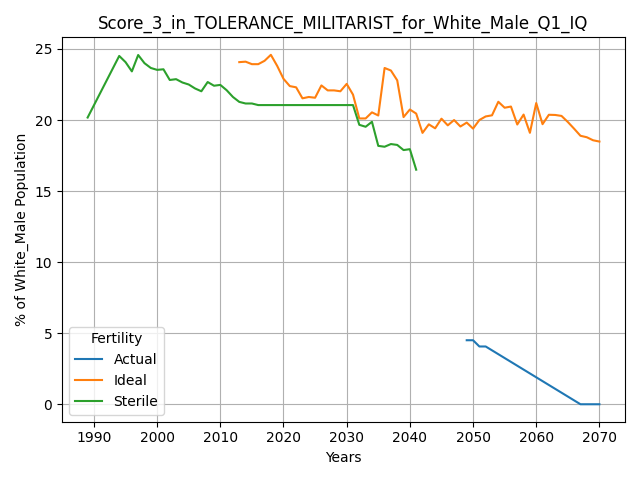 Score_3_in_TOLERANCE_MILITARIST_for_White_Male_Q1_IQ
% of White_Male Population
25
20
15
10
5
0
Fertility
Actual
Ideal
Sterile
1990 2000 2010 2020 2030 2040 2050 2060 2070
Years